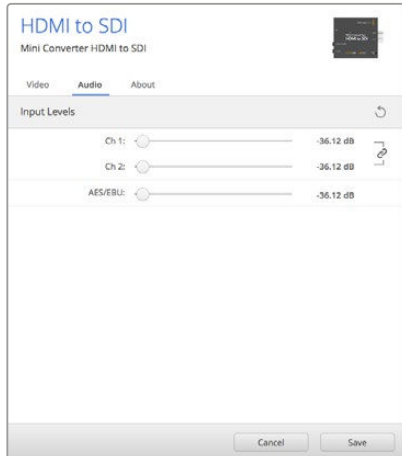 HDMI to SDI
Mini Converter HDMI to SDI
Video Audio About
Input Levels
Ch 1: -36.12 dB
Ch 2: -36.12 dB
AES/EBU: -36.12 dB
Cancel Save